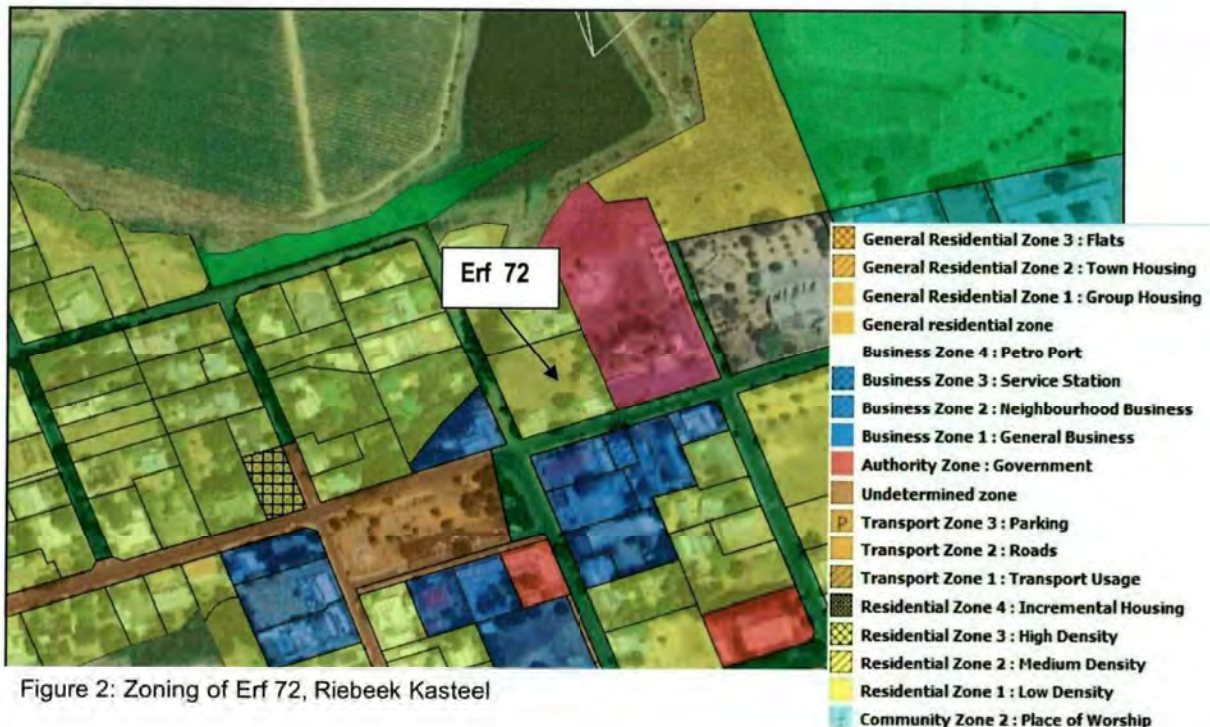 Erf 72
General Residential Zone 3 : Flats
General Residential Zone 2 : Town Housing
General Residential Zone 1 : Group Housing
General residential zone
Business Zone 4 : Petro Port
Business Zone 3 : Service Station
Business Zone 2 : Neighbourhood Business
Business Zone 1 : General Business
Authority Zone : Government
Undetermined zone
P Transport Zone 3 : Parking
Transport Zone 2 : Roads
Transport Zone 1 : Transport Usage
Residential Zone 4 : Incremental Housing
Residential Zone 3 : High Density
Residential Zone 2 : Medium Density
Residential Zone 1 : Low Density
Community Zone 2 : Place of Worship
Figure 2: Zoning of Erf 72, Riebeek Kasteel